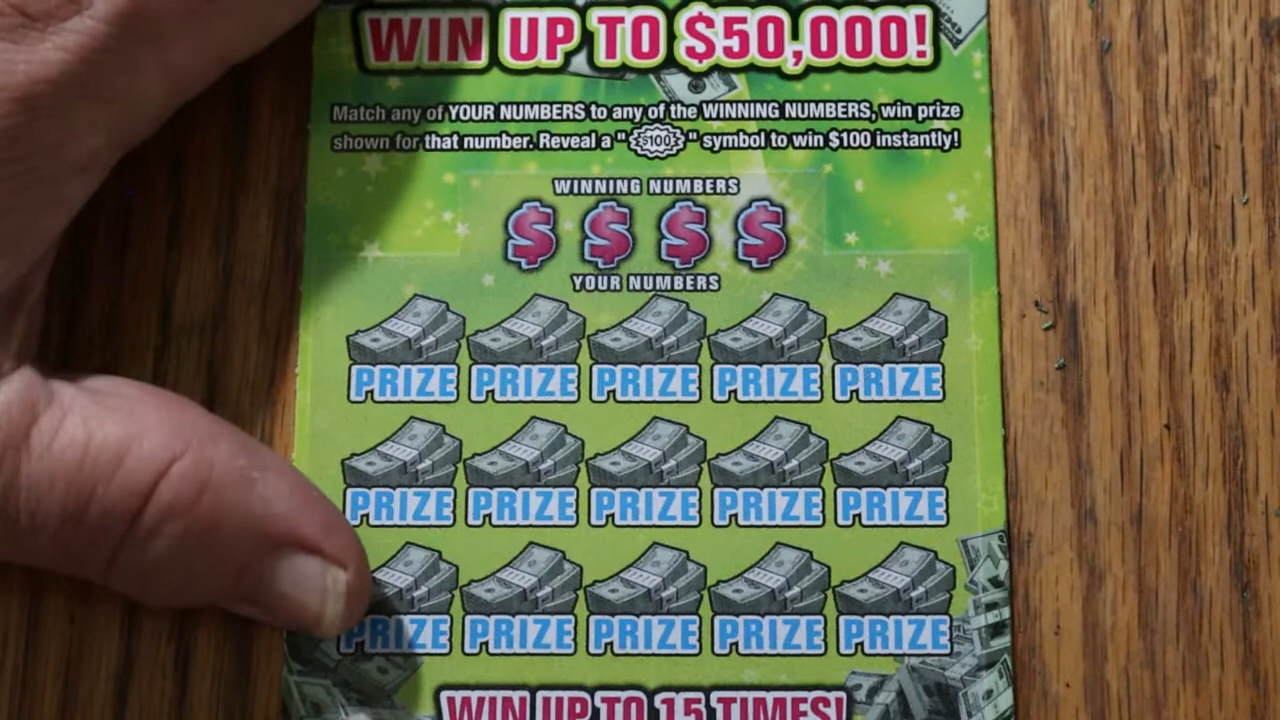 WIN UP TO $50,000!
Match any of YOUR NUMBERS to any of the WINNING NUMBERS, win prize
shown for that number. Reveal a " $100 " symbol to win $100 instantly!
WINNING NUMBERS
$ $ $ $
YOUR NUMBERS
PRIZE PRIZE PRIZE PRIZE PRIZE
PRIZE PRIZE PRIZE PRIZE PRIZE
PRIZE PRIZE PRIZE PRIZE PRIZE
WIN UP TO 15 TIMES!